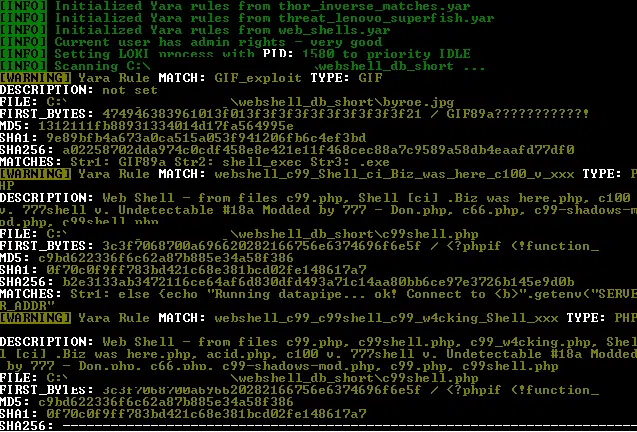 [INFO] Initialized Yara rules from thor_inverse_matches.yar
[INFO] Initialized Yara rules from threat_lenovo_superfish.yar
[INFO] Initialized Yara rules from web_shells.yar
[INFO] Current user has admin rights - very good
[INFO] Setting LOKI process with PID: 1580 to priority IDLE
[INFO] Scanning C:\ \webshell_db_short ...
[WARNING] Yara Rule MATCH: GIF_exploit TYPE: GIF
DESCRIPTION: not set
FILE: C:\ \webshell_db_short\byroe.jpg
FIRST_BYTES: 474946383961013f013f3f3f3f3f3f3f3f3f3f21 / GIF89a???????????!
MD5: 1312111fb88931334014d17fa564995e
SHA1: 9e89bfb4a673a0ca515a053f941206fb6c4ef3bd
SHA256: a02258702dda974c0cdf458e8e421e11f468cec88a7c9589a58db4eaafd77df0
MATCHES: Str1: GIF89a Str2: shell_exec Str3: .exe
[WARNING] Yara Rule MATCH: webshell_c99_Shell_ci_Biz_was_here_c100_v_xxx TYPE: P
HP
DESCRIPTION: Web Shell - from files c99.php, Shell [ci] .Biz was here.php, c100
v. 777shell v. Undetectable #18a Modded by 777 - Don.php, c66.php, c99-shadows-m
od.php, c99shell.php
FILE: C:\ \webshell_db_short\c99shell.php
FIRST_BYTES: 3c3f7068700a696620282166756e6374696f6e5f / <?phpif (!function_
MD5: c9bd622336f6c62a87b885e34a58f386
SHA1: 0f70c0f9ff783bd421c68e381bcd02fe148617a7
SHA256: b2e3133ab3472116ce64af6d830dfd493a71c14aa80bb6ce97e3726b145e9d0b
MATCHES: Str1: else {echo "Running datapipe... ok! Connect to <b>".getenv("SERVE
R_ADDR"
[WARNING] Yara Rule MATCH: webshell_c99_c99shell_c99_w4cking_Shell_xxx TYPE: PHP
DESCRIPTION: Web Shell - from files c99.php, c99shell.php, c99_w4cking.php, Shel
l [ci] .Biz was here.php, acid.php, c100 v. 777shell v. Undetectable #18a Modded
by 777 - Don.php, c66.php, c99-shadows-mod.php, c99.php, c99shell.php
FILE: C:\ \webshell_db_short\c99shell.php
FIRST_BYTES: 3c3f7068700a696620282166756e6374696f6e5f / <?phpif (!function_
MD5: c9bd622336f6c62a87b885e34a58f386
SHA1: 0f70c0f9ff783bd421c68e381bcd02fe148617a7
SHA256: